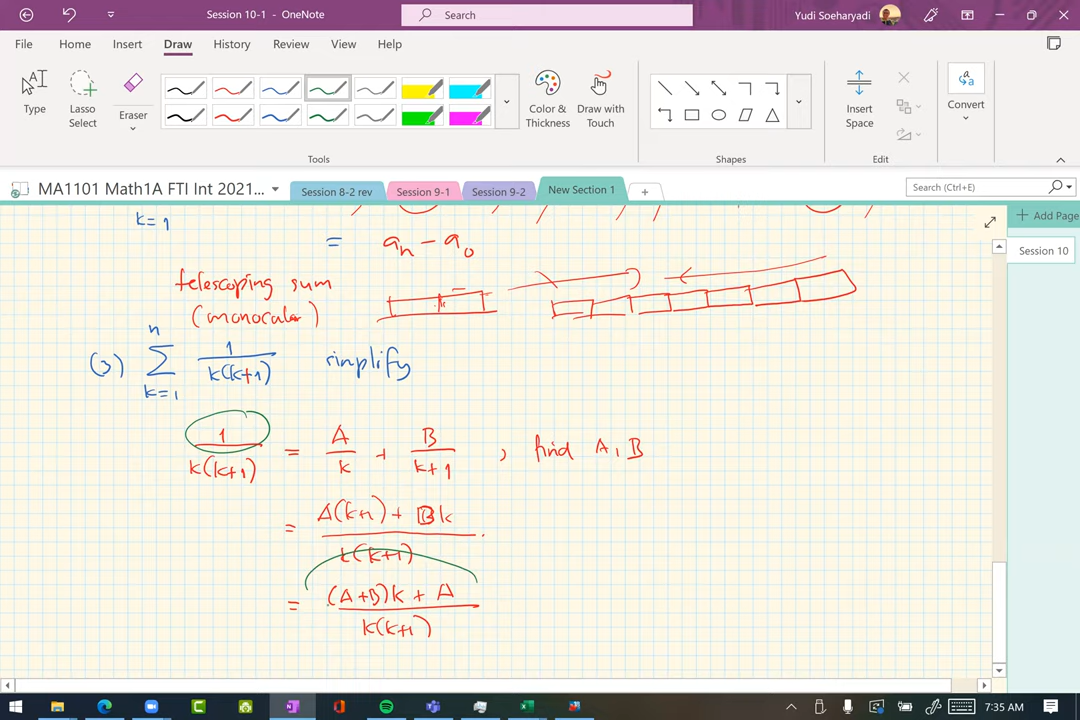 Session 10-1 - OneNote
Search
Yudi Soeharyadi
File Home Insert Draw History Review View Help
Type
Lasso Select
Eraser
Color & Thickness
Draw with Touch
Insert Space
Convert
Tools
Shapes
Edit
MA1101 Math1A FTI Int 2021...
Session 8-2 rev
Session 9-1
Session 9-2
New Section 1
Search (Ctrl+E)
Add Page
Session 10
k=1
= aₙ - a₀
telescoping sum
(monocular)
(3) ∑_{k=1}^{n} 1/(k(k+1)) simplify
1/(k(k+1)) = A/k + B/(k+1) , find A, B
= (A(k+1) + Bk)/(k(k+1))
= ((A+B)k + A)/(k(k+1))
7:35 AM